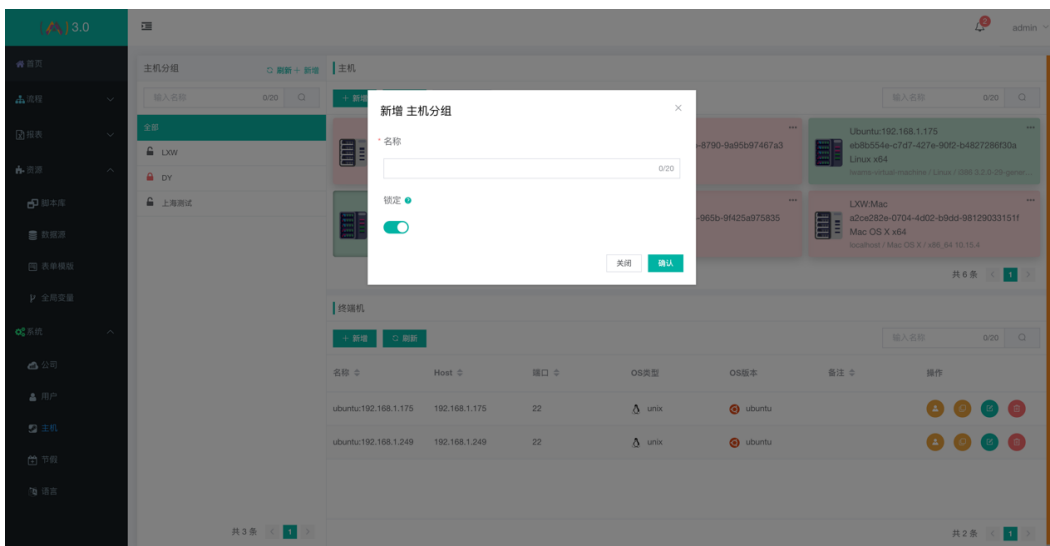 3.0
2
admin
首页
流程
报表
资源
脚本库
数据源
表单模版
全局变量
系统
公司
用户
主机
节假
语言
主机分组
刷新 + 新增
输入名称 0/20
全部
LXW
DY
上海测试
共 3 条 < 1 >
主机
+ 新增
输入名称 0/20
-8790-9a95b97467a3
Ubuntu:192.168.1.175
eb8b554e-c7d7-427e-90f2-b4827286f30a
Linux x64
-965b-9f425a975835
LXW:Mac
a2ce282e-0704-4d02-b9dd-98129033151f
Mac OS X x64
localhost / Mac OS X / x86_64 10.15.4
共 6 条 < 1 >
新增 主机分组
* 名称
0/20
锁定
关闭 确认
终端机
+ 新增 刷新
输入名称 0/20
名称 Host 端口 OS类型 OS版本 备注 操作
ubuntu:192.168.1.175 192.168.1.175 22 unix ubuntu
ubuntu:192.168.1.249 192.168.1.249 22 unix ubuntu
共 2 条 < 1 >